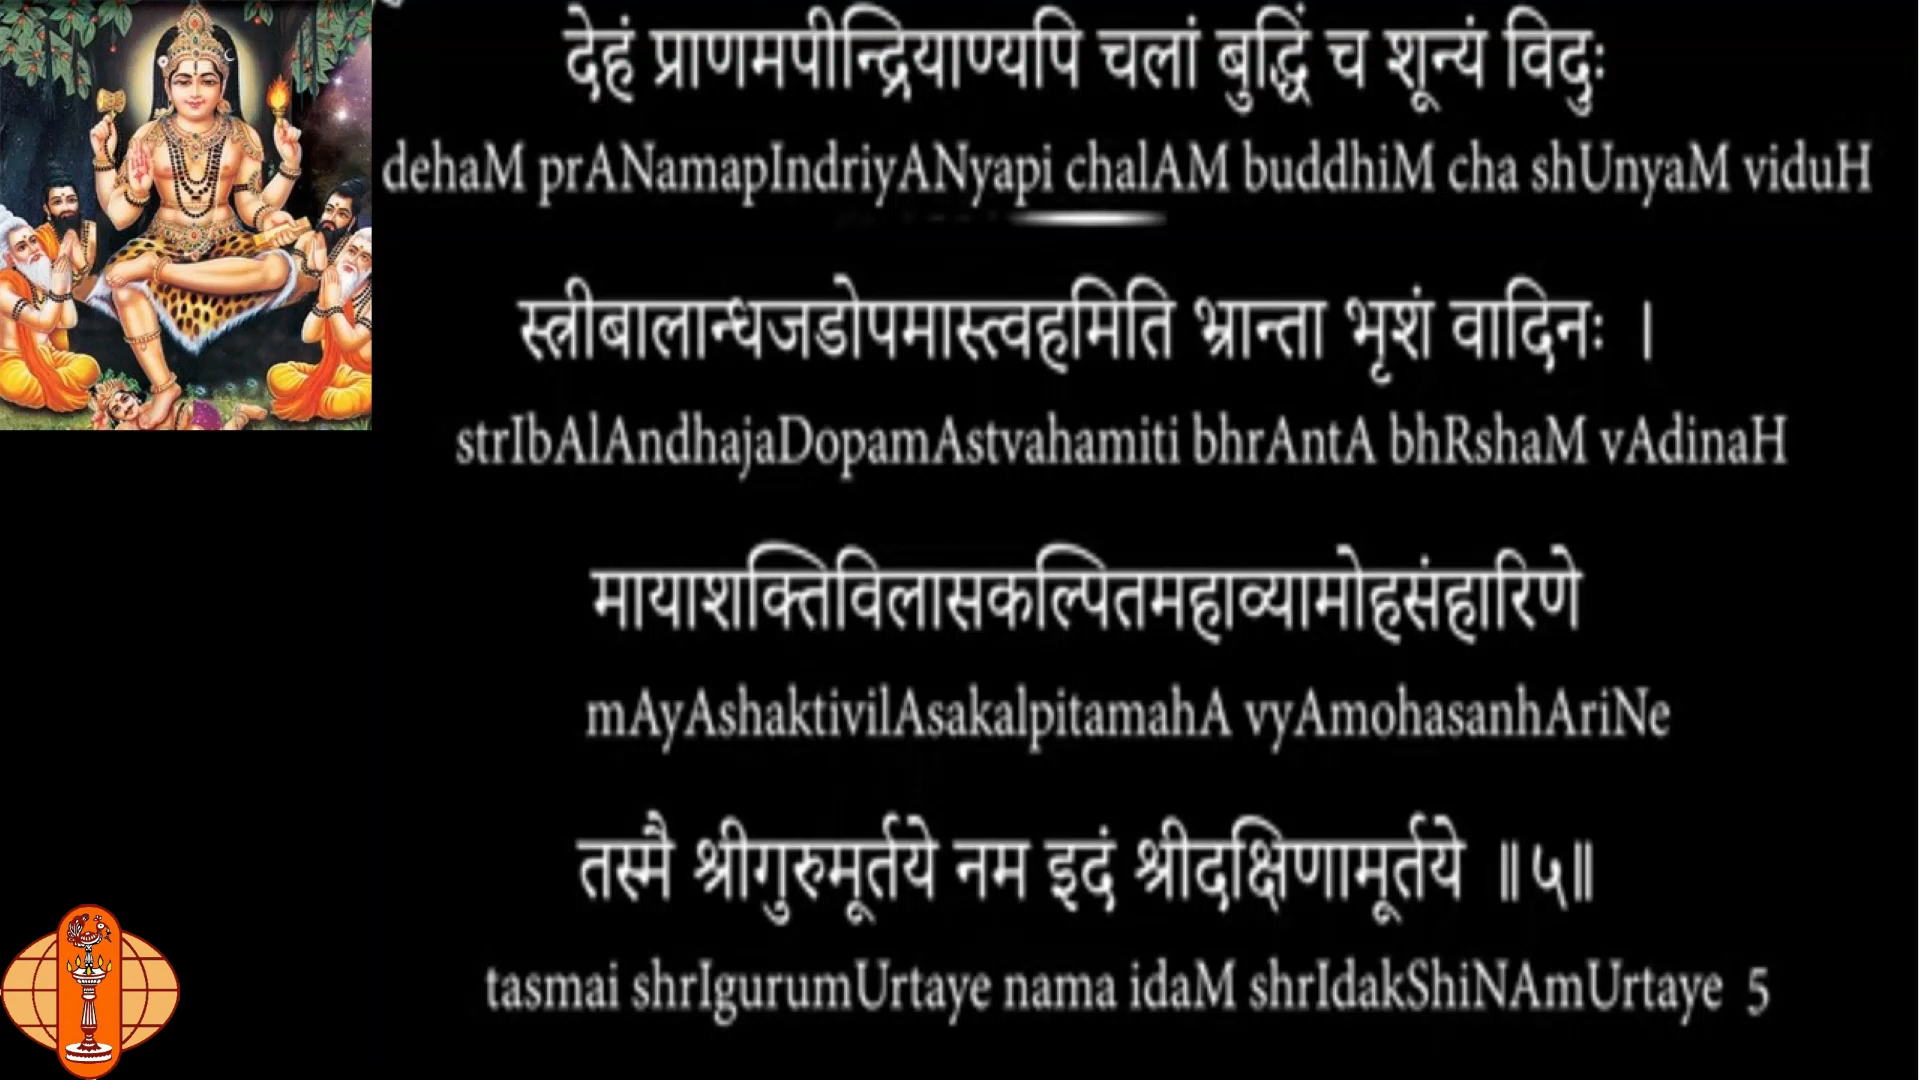 देहं प्राणमपीन्द्रियाण्यपि चलां बुद्धिं च शून्यं विदुः
dehaM prANamapIndriyANyapi chalAM buddhiM cha shUnyaM viduH
स्त्रीबालान्धजडोपमास्त्वहमिति भ्रान्ता भृशं वादिनः ।
strIbAlAndhajaDopamAstvahamiti bhrAntA bhRshaM vAdinaH
मायाशक्तिविलासकल्पितमहाव्यामोहसंहारिणे
mAyAshaktivilAsakalpitamahA vyAmohasanhAriNe
तस्मै श्रीगुरुमूर्तये नम इदं श्रीदक्षिणामूर्तये ॥५॥
tasmai shrIgurumUrtaye nama idaM shrIdakShiNAmUrtaye 5